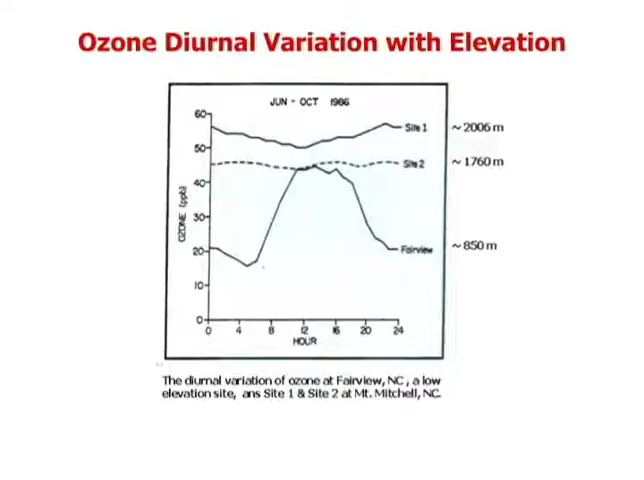 Ozone Diurnal Variation with Elevation
JUN - OCT 1986
60
Site 1
~ 2006 m
50
Site 2
~ 1760 m
40
30
OZONE (ppb)
20
Fairview
~ 850 m
10
0
0 4 8 12 16 20 24
HOUR
The diurnal variation of ozone at Fairview, NC , a low
elevation site, ans Site 1 & Site 2 at Mt. Mitchell, NC.